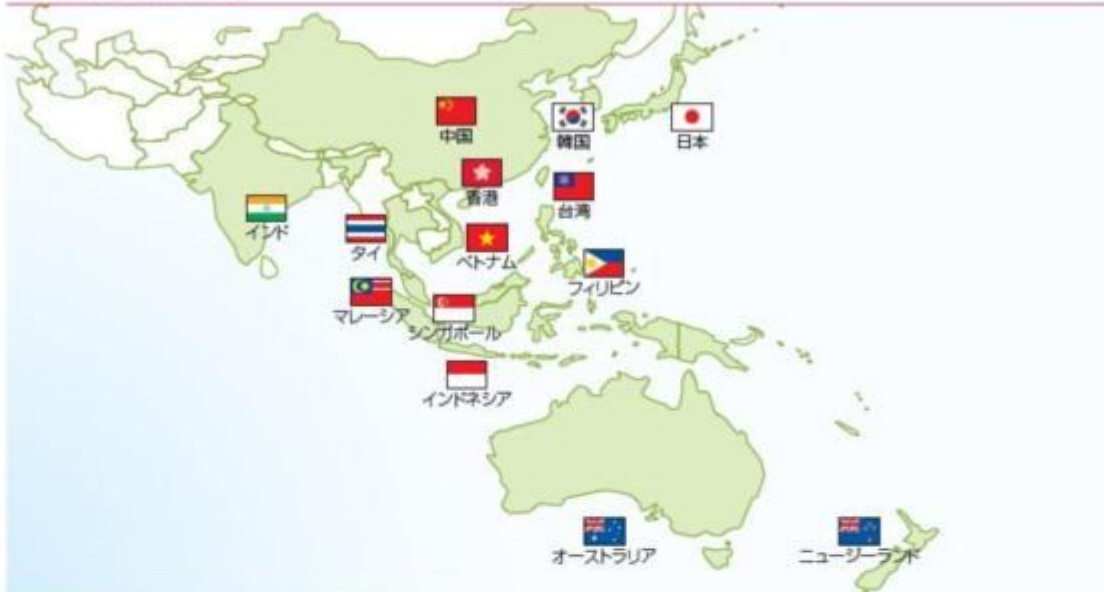 中国
韓国
日本
香港
台湾
インド
タイ
ベトナム
フィリピン
マレーシア
シンガポール
インドネシア
オーストラリア
ニュージーランド